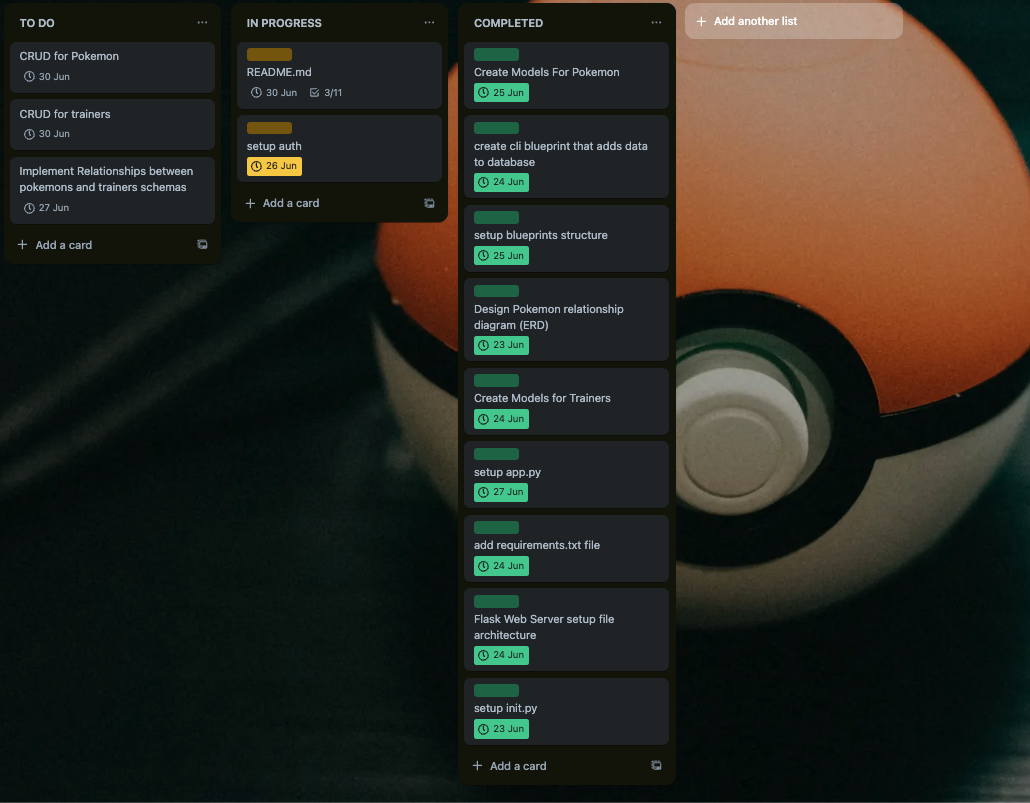 TO DO
CRUD for Pokemon
30 Jun
CRUD for trainers
30 Jun
Implement Relationships between
pokemons and trainers schemas
27 Jun
Add a card
IN PROGRESS
README.md
30 Jun 3/11
setup auth
26 Jun
Add a card
COMPLETED
Create Models For Pokemon
25 Jun
create cli blueprint that adds data
to database
24 Jun
setup blueprints structure
25 Jun
Design Pokemon relationship
diagram (ERD)
23 Jun
Create Models for Trainers
24 Jun
setup app.py
27 Jun
add requirements.txt file
24 Jun
Flask Web Server setup file
architecture
24 Jun
setup init.py
23 Jun
Add a card
Add another list